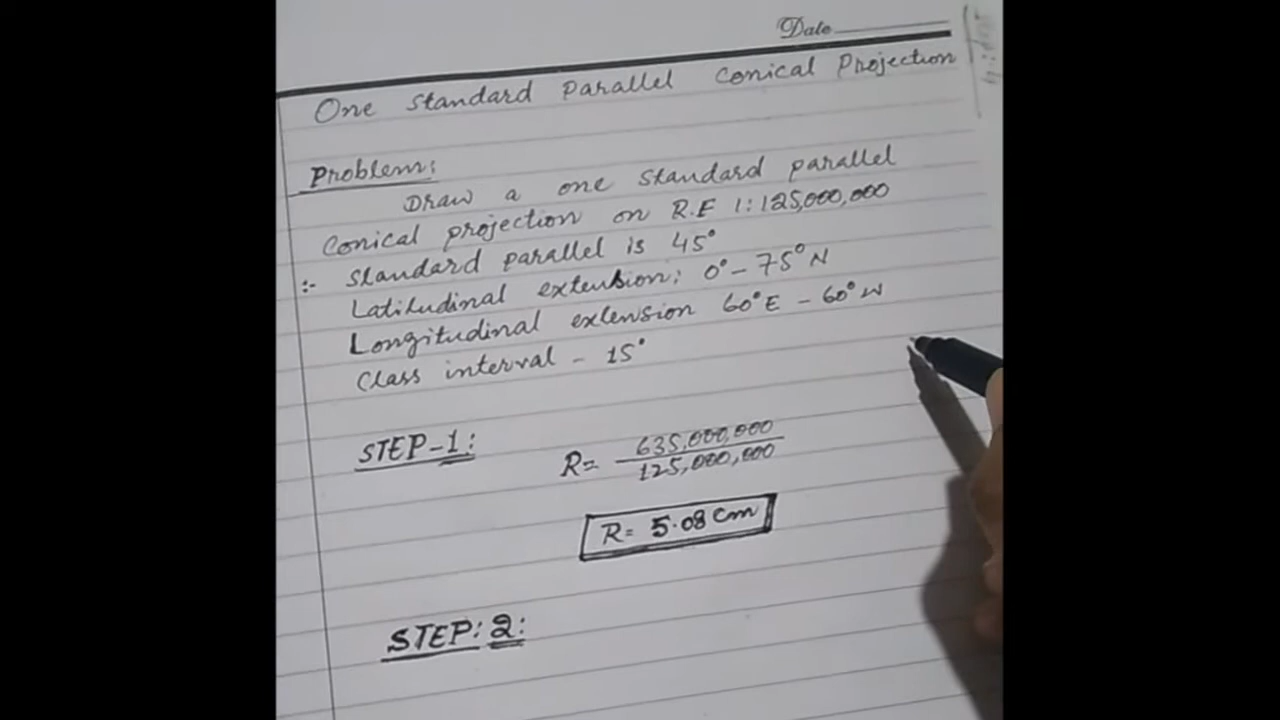 Date
One standard parallel conical projection
Problem:
Draw a one standard parallel
conical projection on R.F 1:125,000,000
:- standard parallel is 45°
Latitudinal extension: 0° - 75° N
Longitudinal extension 60° E - 60° W
Class interval - 15°
STEP-1:
R= 635,000,000
125,000,000
R= 5.08 cm
STEP: 2: